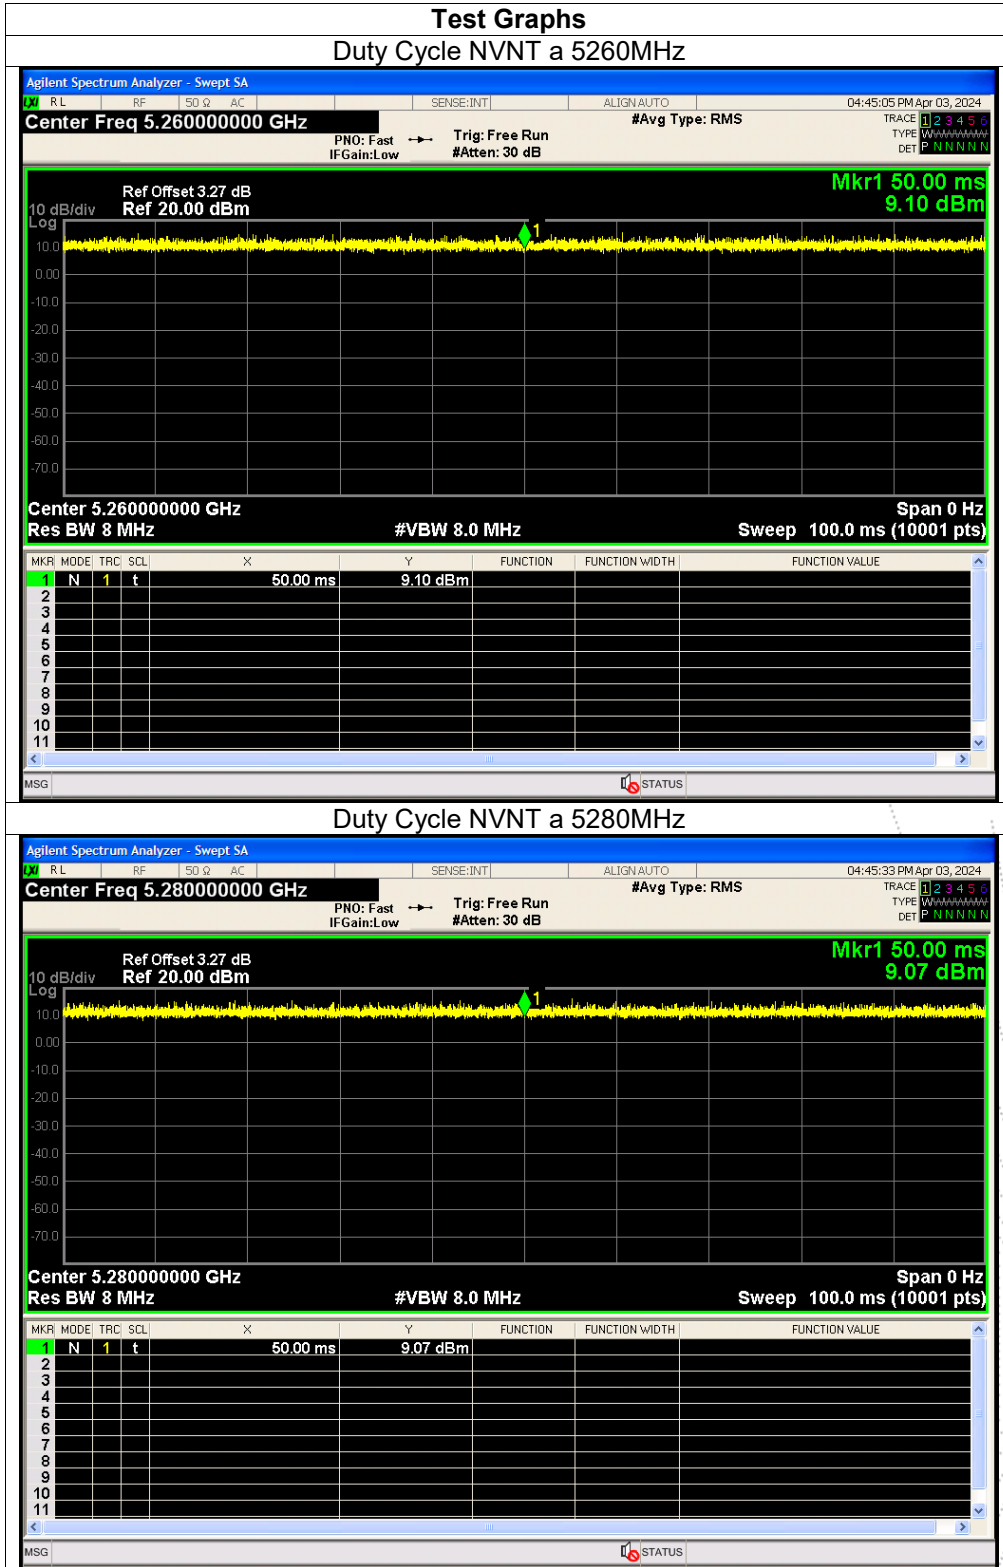 Test Graphs
Duty Cycle NVNT a 5260MHz
Agilent Spectrum Analyzer - Swept SA
LXI RL RF 50 Ω AC SENSE:INT ALIGN AUTO 04:45:05 PM Apr 03, 2024
Center Freq 5.260000000 GHz #Avg Type: RMS TRACE 1 2 3 4 5 6
PNO: Fast Trig: Free Run TYPE W
IFGain:Low #Atten: 30 dB DET P N N N N N
Mkr1 50.00 ms
Ref Offset 3.27 dB
10 dB/div Ref 20.00 dBm 9.10 dBm
Log
1
10.0
0.00
-10.0
-20.0
-30.0
-40.0
-50.0
-60.0
-70.0
Center 5.260000000 GHz Span 0 Hz
Res BW 8 MHz #VBW 8.0 MHz Sweep 100.0 ms (10001 pts)
MKR MODE TRC SCL X Y FUNCTION FUNCTION WIDTH FUNCTION VALUE
1 N 1 t 50.00 ms 9.10 dBm
2
3
4
5
6
7
8
9
10
11
MSG STATUS
Duty Cycle NVNT a 5280MHz
Agilent Spectrum Analyzer - Swept SA
LXI RL RF 50 Ω AC SENSE:INT ALIGN AUTO 04:45:33 PM Apr 03, 2024
Center Freq 5.280000000 GHz #Avg Type: RMS TRACE 1 2 3 4 5 6
PNO: Fast Trig: Free Run TYPE W
IFGain:Low #Atten: 30 dB DET P N N N N N
Mkr1 50.00 ms
Ref Offset 3.27 dB
10 dB/div Ref 20.00 dBm 9.07 dBm
Log
1
10.0
0.00
-10.0
-20.0
-30.0
-40.0
-50.0
-60.0
-70.0
Center 5.280000000 GHz Span 0 Hz
Res BW 8 MHz #VBW 8.0 MHz Sweep 100.0 ms (10001 pts)
MKR MODE TRC SCL X Y FUNCTION FUNCTION WIDTH FUNCTION VALUE
1 N 1 t 50.00 ms 9.07 dBm
2
3
4
5
6
7
8
9
10
11
MSG STATUS